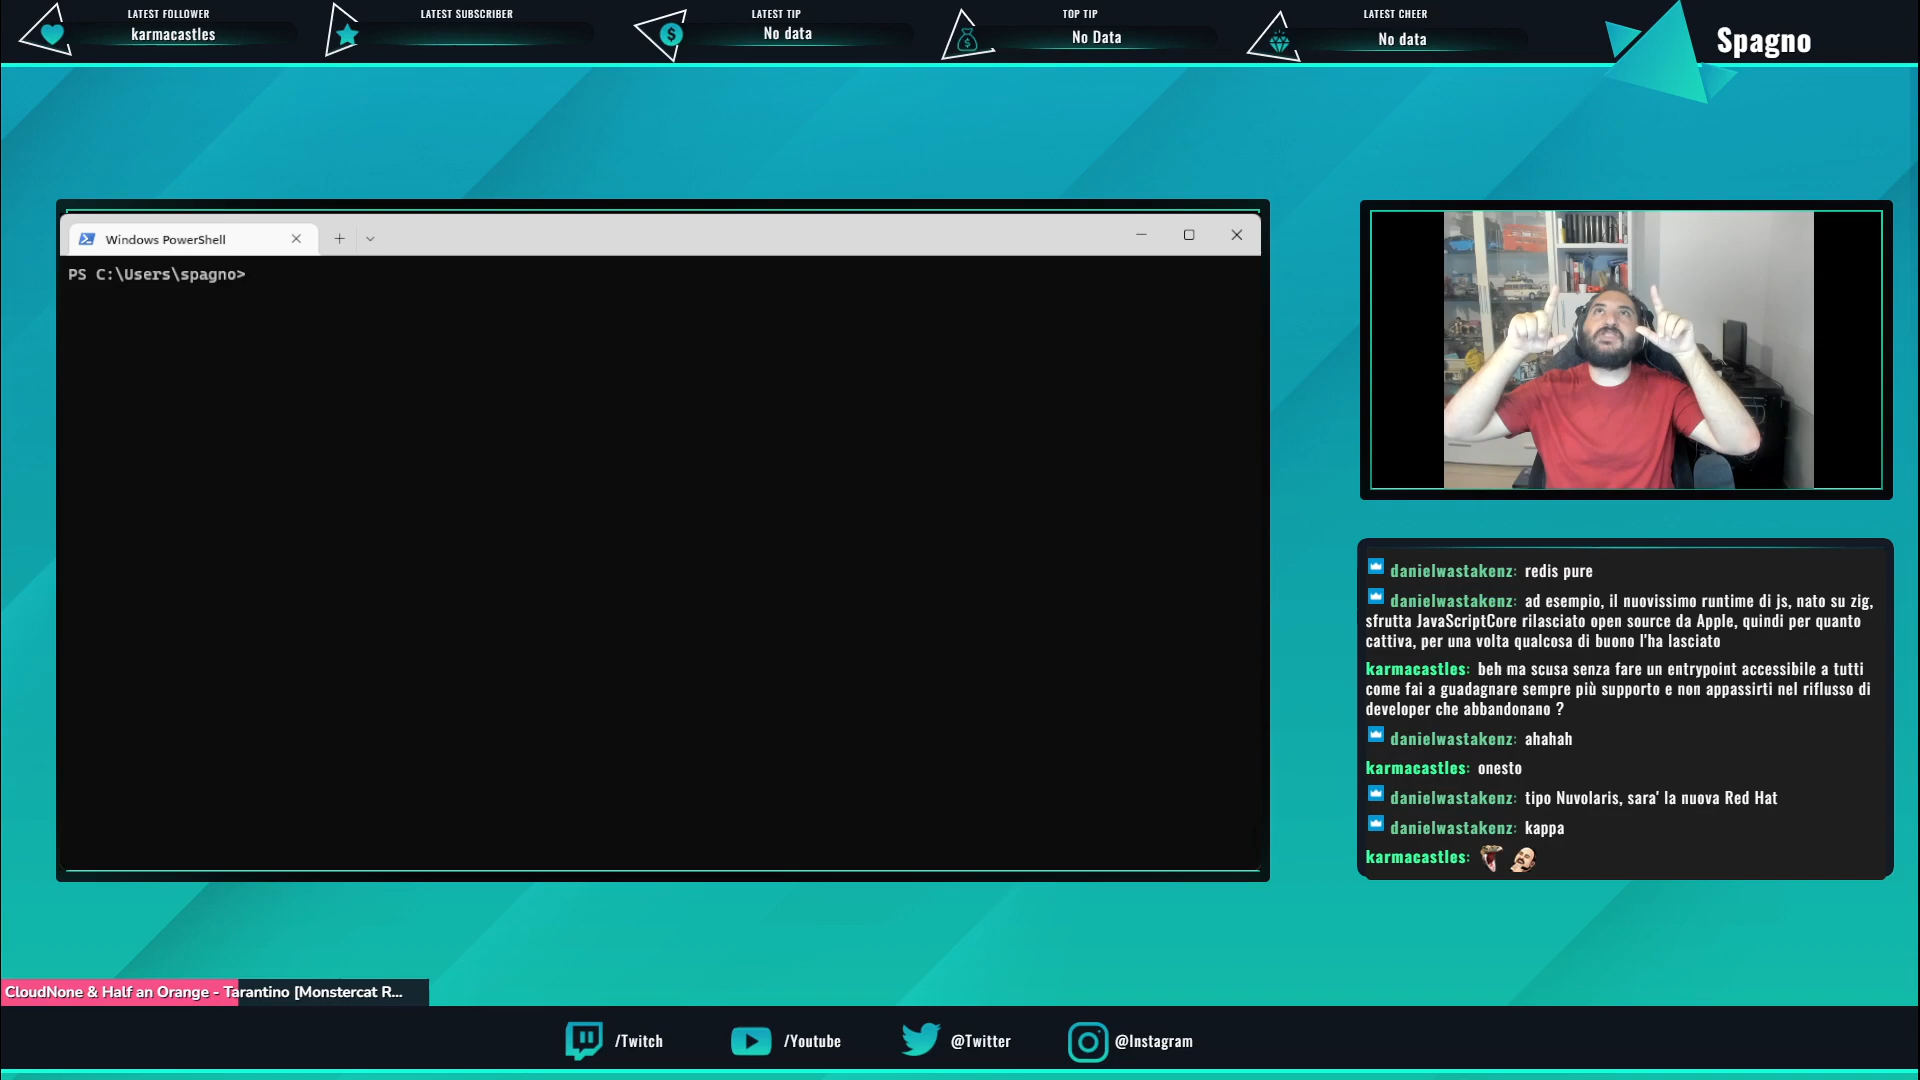 LATEST FOLLOWER
karmacastles
LATEST SUBSCRIBER
LATEST TIP
No data
TOP TIP
No Data
LATEST CHEER
No data
Spagno
Windows PowerShell
PS C:\Users\spagno>
danielwastakenz: redis pure
danielwastakenz: ad esempio, il nuovissimo runtime di js, nato su zig,
sfrutta JavaScriptCore rilasciato open source da Apple, quindi per quanto
cattiva, per una volta qualcosa di buono l'ha lasciato
karmacastles: beh ma scusa senza fare un entrypoint accessibile a tutti
come fai a guadagnare sempre più supporto e non appassirti nel riflusso di
developer che abbandonano ?
danielwastakenz: ahahah
karmacastles: onesto
danielwastakenz: tipo Nuvolaris, sara' la nuova Red Hat
danielwastakenz: kappa
karmacastles:
CloudNone & Half an Orange - Tarantino [Monstercat R...
/Twitch
/Youtube
@Twitter
@Instagram